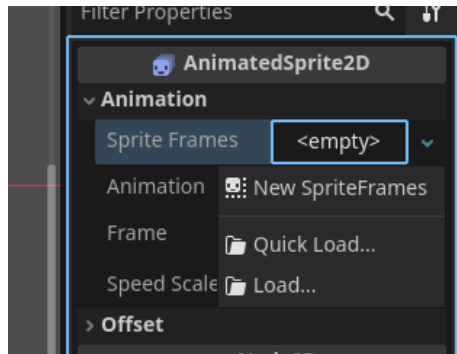 Filter Properties
AnimatedSprite2D
Animation
Sprite Frames <empty>
Animation New SpriteFrames
Frame Quick Load...
Speed Scale Load...
Offset